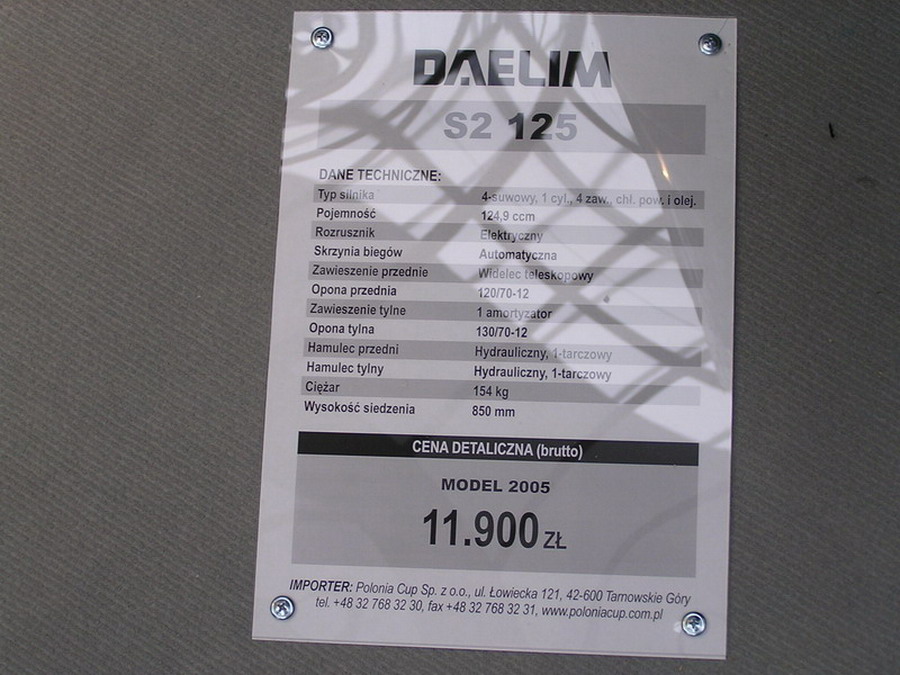 DAELIM
S2 125
DANE TECHNICZNE:
Typ silnika 4-suwowy, 1 cyl., 4 zaw., chł. pow. i olej.
Pojemność 124,9 ccm
Rozrusznik Elektryczny
Skrzynia biegów Automatyczna
Zawieszenie przednie Widelec teleskopowy
Opona przednia 120/70-12
Zawieszenie tylne 1 amortyzator
Opona tylna 130/70-12
Hamulec przedni Hydrauliczny, 1-tarczowy
Hamulec tylny Hydrauliczny, 1-tarczowy
Ciężar 154 kg
Wysokość siedzenia 850 mm
CENA DETALICZNA (brutto)
MODEL 2005
11.900 ZŁ
IMPORTER: Polonia Cup Sp. z o.o., ul. Łowiecka 121, 42-600 Tarnowskie Góry
tel. +48 32 768 32 30, fax +48 32 768 32 31, www.poloniacup.com.pl